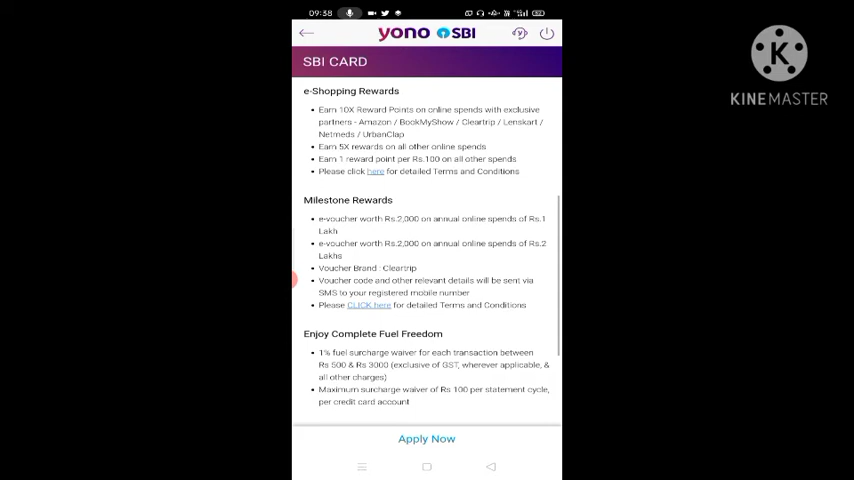 09:38
yono SBI
SBI CARD
e-Shopping Rewards
Earn 10X Reward Points on online spends with exclusive
partners - Amazon / BookMyShow / Cleartrip / Lenskart /
Netmeds / UrbanClap
Earn 5X rewards on all other online spends
Earn 1 reward point per Rs.100 on all other spends
Please click here for detailed Terms and Conditions
Milestone Rewards
e-voucher worth Rs.2,000 on annual online spends of Rs.1
Lakh
e-voucher worth Rs.2,000 on annual online spends of Rs.2
Lakhs
Voucher Brand : Cleartrip
Voucher code and other relevant details will be sent via
SMS to your registered mobile number
Please CLICK here for detailed Terms and Conditions
Enjoy Complete Fuel Freedom
1% fuel surcharge waiver for each transaction between
Rs 500 & Rs 3000 (exclusive of GST, wherever applicable, &
all other charges)
Maximum surcharge waiver of Rs 100 per statement cycle,
per credit card account
Apply Now
K
KINEMASTER